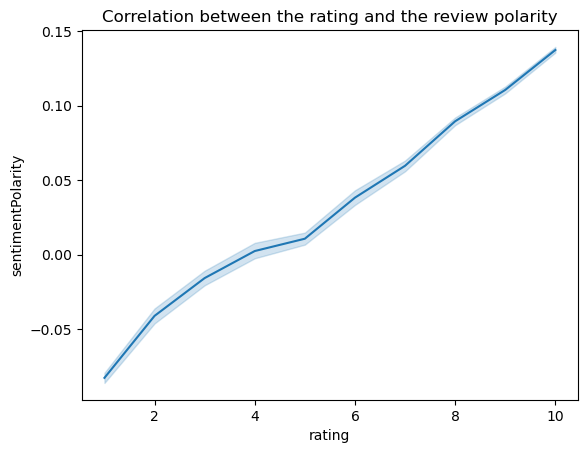 Correlation between the rating and the review polarity
0.15
0.10
0.05
0.00
−0.05
sentimentPolarity
2 4 6 8 10
rating